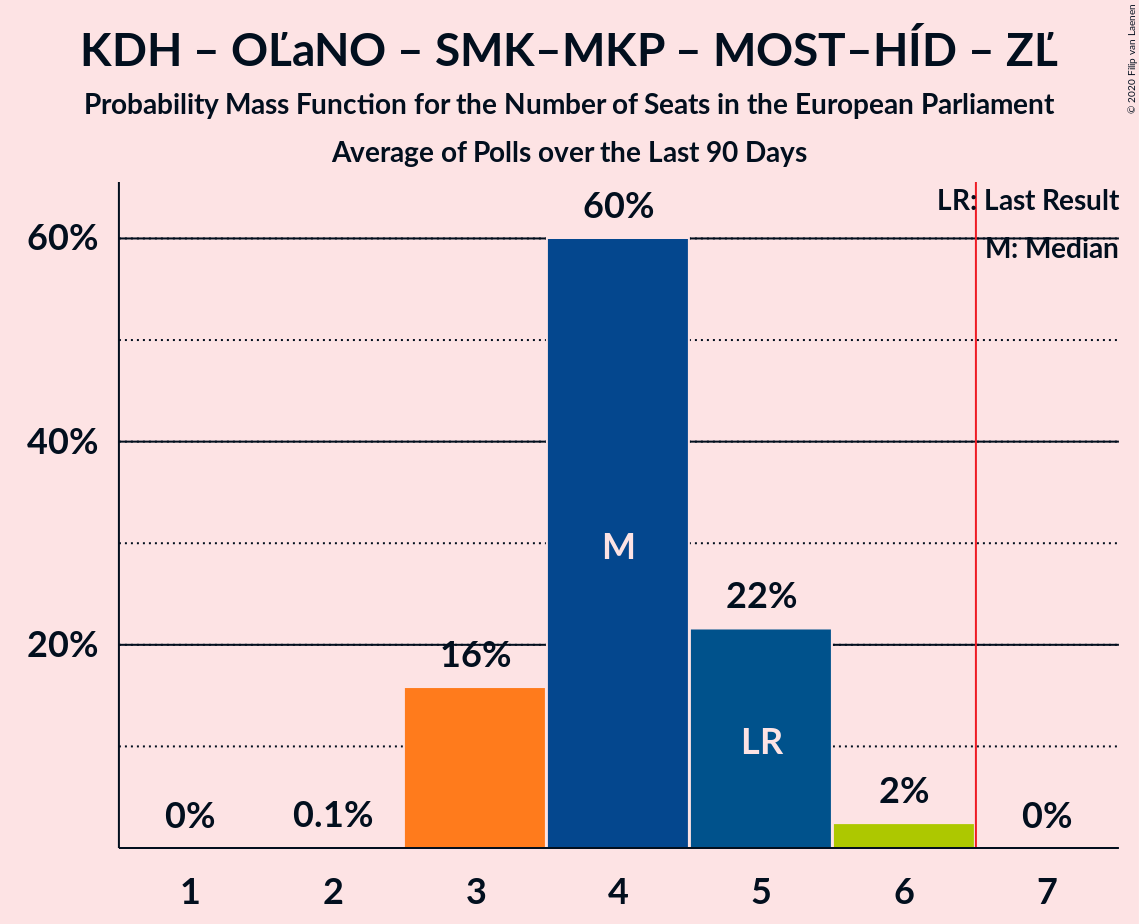 KDH – OĽaNO – SMK–MKP – MOST–HÍD – ZĽ
Probability Mass Function for the Number of Seats in the European Parliament
Average of Polls over the Last 90 Days
© 2020 Filip van Laenen
LR: Last Result
M: Median
60%
40%
20%
0%
0.1%
16%
60%
22%
2%
0%
M
LR
1 2 3 4 5 6 7